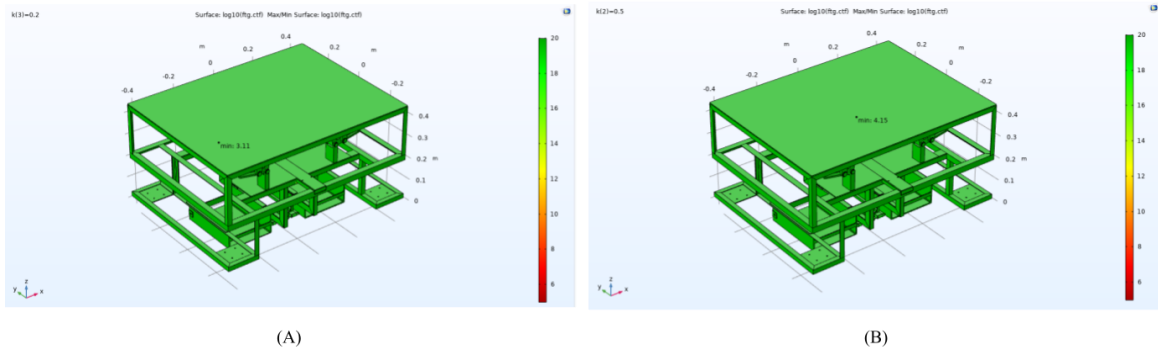 k(3)=0.2
Surface: log10(ftg.ctf) Max/Min Surface: log10(ftg.ctf)
0.4
0.2
m
0
-0.2
-0.4
0.2
m
0
-0.2
0.4
0.3
0.2
m
0.1
0
min: 3.11
20
18
16
14
12
10
8
6
z
y
x
(A)
k(2)=0.5
Surface: log10(ftg.ctf) Max/Min Surface: log10(ftg.ctf)
0.4
0.2
m
0
-0.2
-0.4
0.2
m
0
-0.2
0.4
0.3
0.2
m
0.1
0
min: 4.15
20
18
16
14
12
10
8
6
z
y
x
(B)